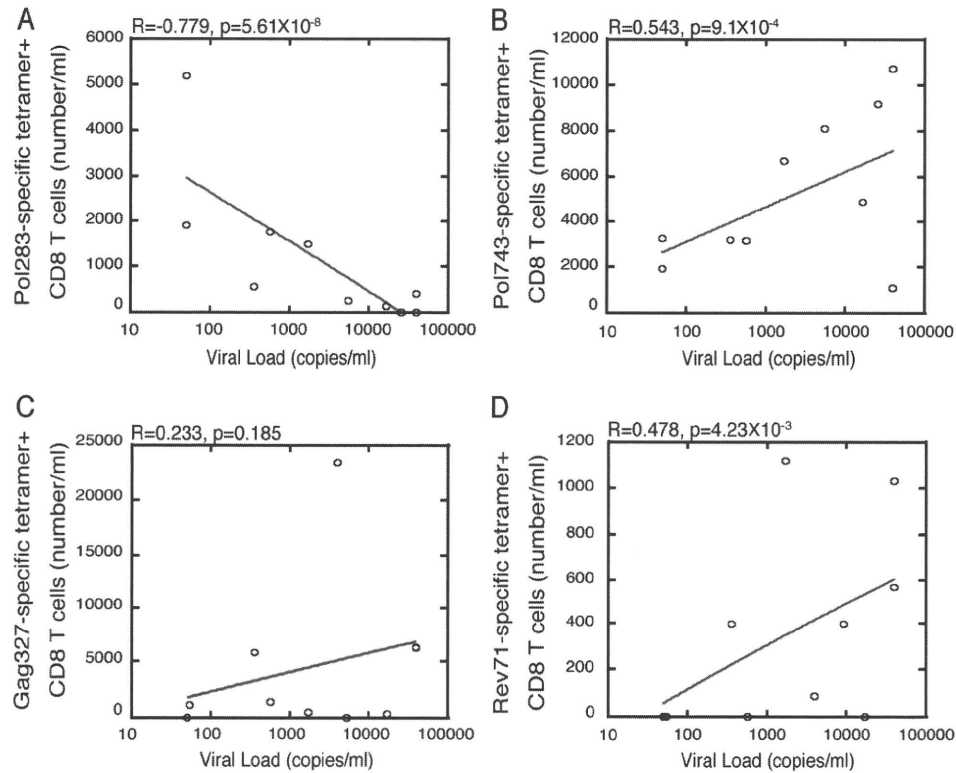 A
R=-0.779, p=5.61X10⁻⁸
Pol283-specific tetramer+
CD8 T cells (number/ml)
6000
5000
4000
3000
2000
1000
0
10 100 1000 10000 100000
Viral Load (copies/ml)
B
R=0.543, p=9.1X10⁻⁴
Pol743-specific tetramer+
CD8 T cells (number/ml)
12000
10000
8000
6000
4000
2000
0
10 100 1000 10000 100000
Viral Load (copies/ml)
C
R=0.233, p=0.185
Gag327-specific tetramer+
CD8 T cells (number/ml)
25000
20000
15000
10000
5000
0
10 100 1000 10000 100000
Viral Load (copies/ml)
D
R=0.478, p=4.23X10⁻³
Rev71-specific tetramer+
CD8 T cells (number/ml)
1200
1000
800
600
400
200
0
10 100 1000 10000 100000
Viral Load (copies/ml)